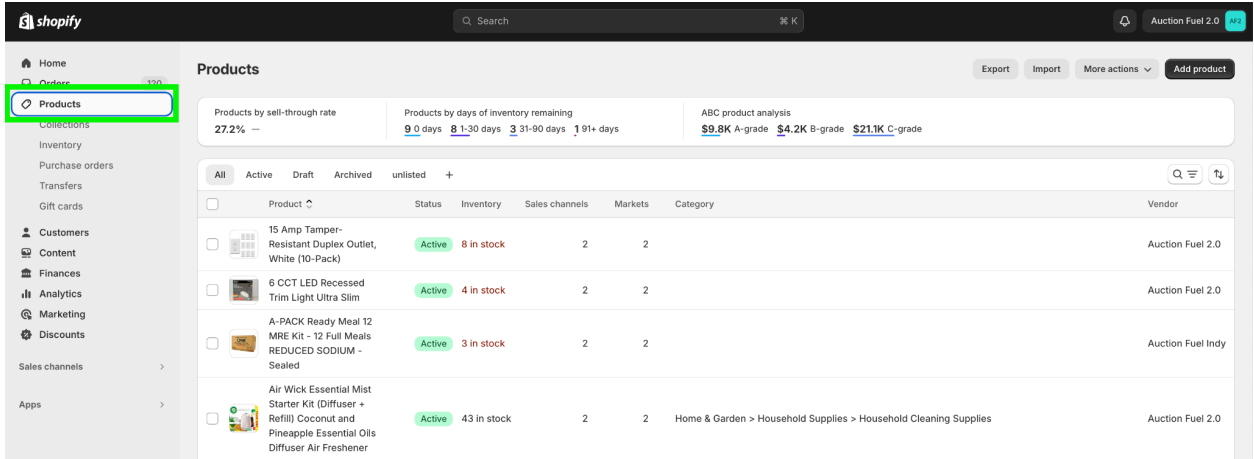 shopify
Search
⌘ K
Auction Fuel 2.0
AF2
Home
Orders 120
Products
Collections
Inventory
Purchase orders
Transfers
Gift cards
Customers
Content
Finances
Analytics
Marketing
Discounts
Sales channels
Apps
Products
Export Import More actions Add product
Products by sell-through rate
27.2% —
Products by days of inventory remaining
9 0 days 8 1-30 days 3 31-90 days 1 91+ days
ABC product analysis
$9.8K A-grade $4.2K B-grade $21.1K C-grade
All Active Draft Archived unlisted +
Product Status Inventory Sales channels Markets Category Vendor
15 Amp Tamper-
Resistant Duplex Outlet,
White (10-Pack)
Active 8 in stock 2 2 Auction Fuel 2.0
6 CCT LED Recessed
Trim Light Ultra Slim
Active 4 in stock 2 2 Auction Fuel 2.0
A-PACK Ready Meal 12
MRE Kit - 12 Full Meals
REDUCED SODIUM -
Sealed
Active 3 in stock 2 2 Auction Fuel Indy
Air Wick Essential Mist
Starter Kit (Diffuser +
Refill) Coconut and
Pineapple Essential Oils
Diffuser Air Freshener
Active 43 in stock 2 2 Home & Garden > Household Supplies > Household Cleaning Supplies Auction Fuel 2.0